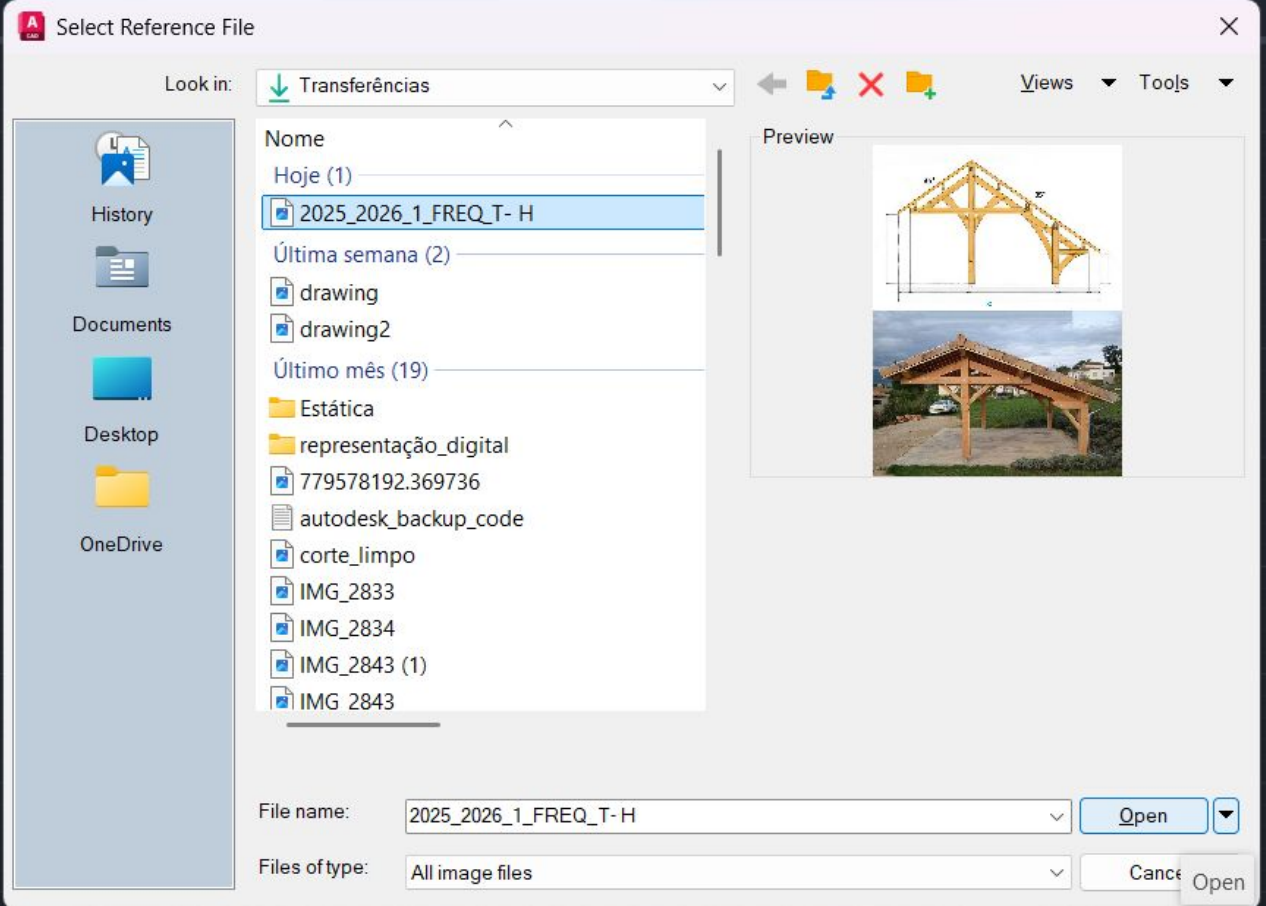 A
CAD
Select Reference File
Look in:
Transferências
Views
Tools
History
Documents
Desktop
OneDrive
Nome
Hoje (1)
2025_2026_1_FREQ_T- H
Última semana (2)
drawing
drawing2
Último mês (19)
Estática
representação_digital
779578192.369736
autodesk_backup_code
corte_limpo
IMG_2833
IMG_2834
IMG_2843 (1)
IMG_2843
Preview
File name:
2025_2026_1_FREQ_T- H
Open
Files of type:
All image files
Cance
Open